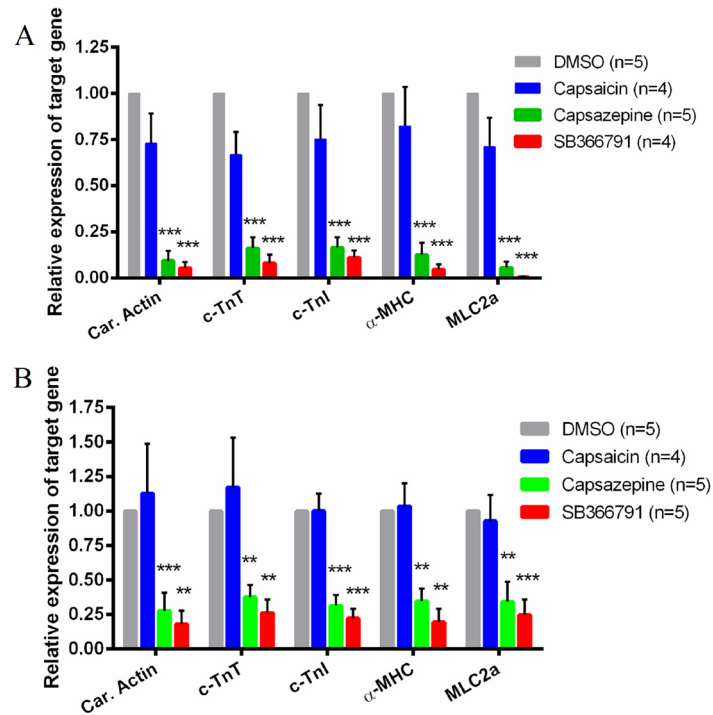 A
Relative expression of target gene
1.25
1.00
0.75
0.50
0.25
0.00
DMSO (n=5)
Capsaicin (n=4)
Capsazepine (n=5)
SB366791 (n=4)
*** ***
*** ***
*** ***
*** ***
*** ***
Car. Actin
c-TnT
c-TnI
α-MHC
MLC2a
B
Relative expression of target gene
1.75
1.50
1.25
1.00
0.75
0.50
0.25
0.00
DMSO (n=5)
Capsaicin (n=4)
Capsazepine (n=5)
SB366791 (n=5)
*** **
** **
*** ***
** **
** ***
Car. Actin
c-TnT
c-TnI
α-MHC
MLC2a